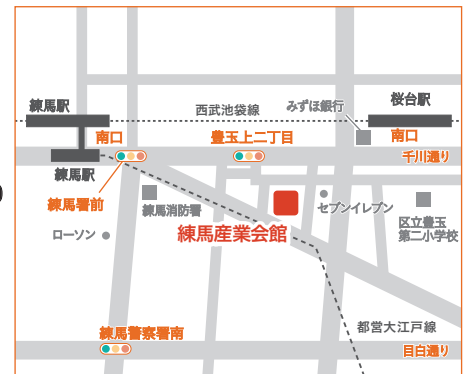 練馬駅
西武池袋線
みずほ銀行
桜台駅
南口
豊玉上二丁目
南口
千川通り
練馬駅
練馬署前
練馬消防署
セブンイレブン
ローソン
練馬産業会館
区立豊玉
第二小学校
都営大江戸線
練馬警察署南
目白通り